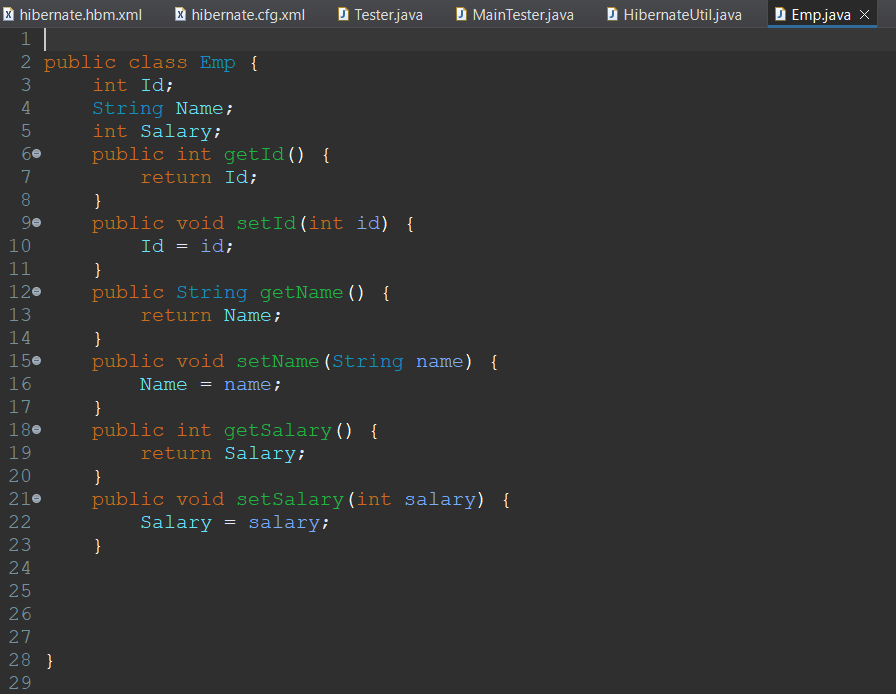 hibernate.hbm.xml hibernate.cfg.xml Tester.java MainTester.java HibernateUtil.java Emp.java
1
2 public class Emp {
3     int Id;
4     String Name;
5     int Salary;
6     public int getId() {
7         return Id;
8     }
9     public void setId(int id) {
10         Id = id;
11     }
12     public String getName() {
13         return Name;
14     }
15     public void setName(String name) {
16         Name = name;
17     }
18     public int getSalary() {
19         return Salary;
20     }
21     public void setSalary(int salary) {
22         Salary = salary;
23     }
24
25
26
27
28 }
29